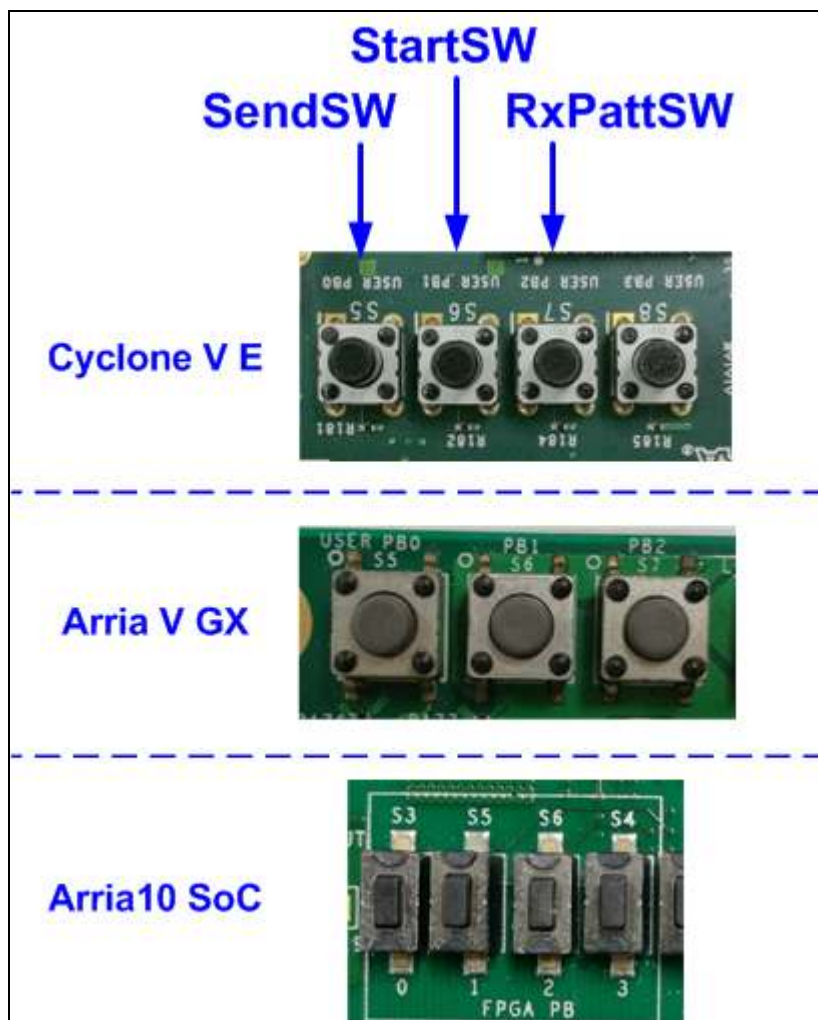 StartSW
SendSW RxPattSW
USER PB0 USER PB1 USER PB2 USER PB3
S5 S6 S7 S8
Cyclone V E
R181 R182 R184 R185
USER PB0 PB1 PB2
S5 S6 S7
Arria V GX
S3 S5 S6 S4
Arria10 SoC
0 1 2 3
FPGA PB